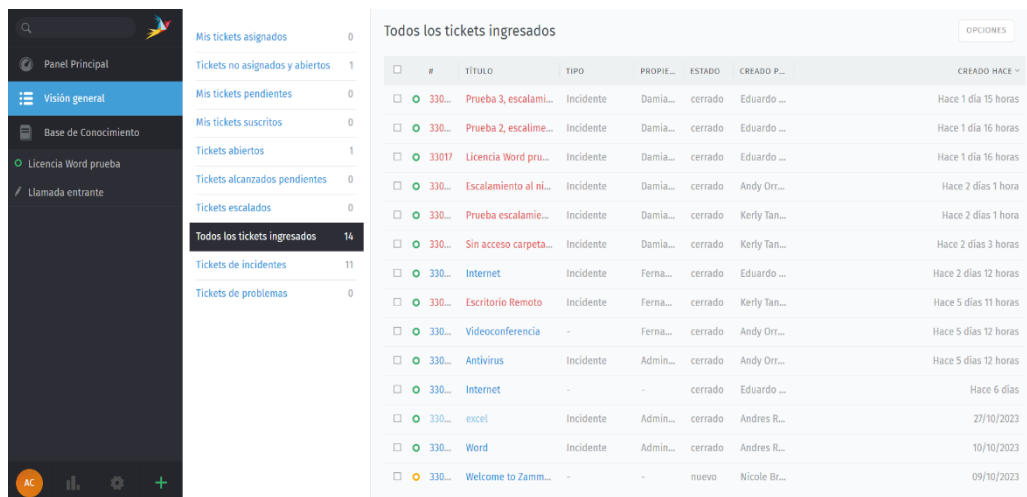 Panel Principal
Visión general
Base de Conocimiento
Licencia Word prueba
Llamada entrante
AC
Mis tickets asignados 0
Tickets no asignados y abiertos 1
Mis tickets pendientes 0
Mis tickets suscritos 0
Tickets abiertos 1
Tickets alcanzados pendientes 0
Tickets escalados 0
Todos los tickets ingresados 14
Tickets de incidentes 11
Tickets de problemas 0
Todos los tickets ingresados
OPCIONES
# TÍTULO TIPO PROPIE... ESTADO CREADO P... CREADO HACE
330... Prueba 3, escalami... Incidente Damia... cerrado Eduardo ... Hace 1 día 15 horas
330... Prueba 2, escalime... Incidente Damia... cerrado Eduardo ... Hace 1 día 16 horas
33017 Licencia Word pru... Incidente Damia... cerrado Eduardo ... Hace 1 día 16 horas
330... Escalamiento al ni... Incidente Damia... cerrado Andy Orr... Hace 2 días 1 hora
330... Prueba escalamie... Incidente Damia... cerrado Kerly Tan... Hace 2 días 1 hora
330... Sin acceso carpeta... Incidente Damia... cerrado Kerly Tan... Hace 2 días 3 horas
330... Internet Incidente Ferna... cerrado Eduardo ... Hace 2 días 12 horas
330... Escritorio Remoto Incidente Ferna... cerrado Kerly Tan... Hace 5 días 11 horas
330... Videoconferencia - Ferna... cerrado Andy Orr... Hace 5 días 12 horas
330... Antivirus Incidente Admin... cerrado Andy Orr... Hace 5 días 12 horas
330... Internet - - cerrado Eduardo ... Hace 6 días
330... excel Incidente Admin... cerrado Andres R... 27/10/2023
330... Word Incidente Admin... cerrado Andres R... 10/10/2023
330... Welcome to Zamm... - - nuevo Nicole Br... 09/10/2023